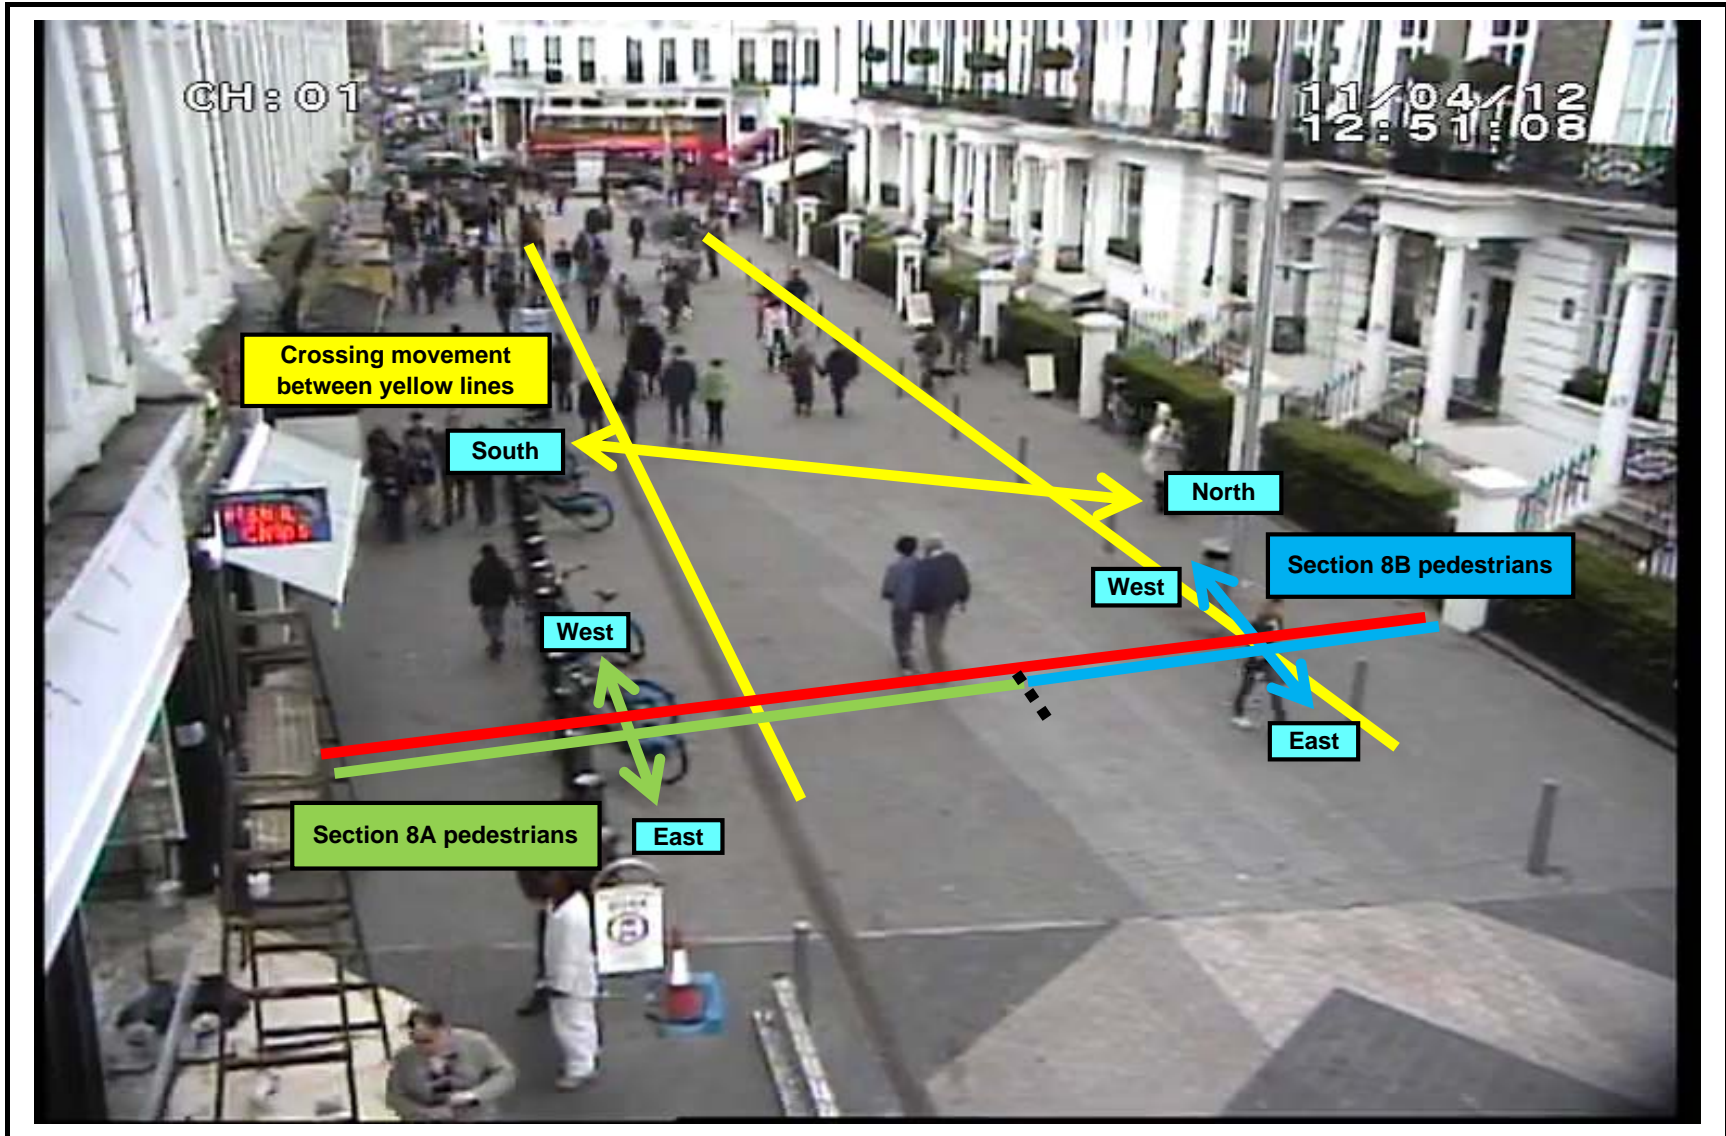 CH:01
11/04/12
12:51:08
Crossing movement
between yellow lines
South
North
Section 8B pedestrians
West
West
East
Section 8A pedestrians
East